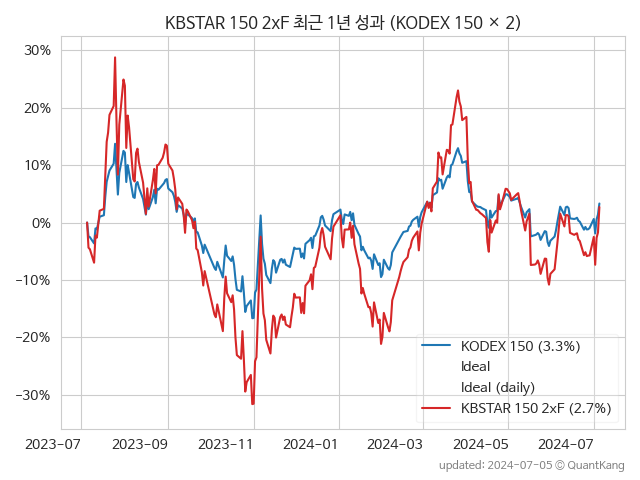 KBSTAR 150 2xF 최근 1년 성과 (KODEX 150 × 2)
30%
20%
10%
0%
−10%
−20%
−30%
KODEX 150 (3.3%)
Ideal
Ideal (daily)
KBSTAR 150 2xF (2.7%)
2023−07 2023−09 2023−11 2024−01 2024−03 2024−05 2024−07
updated: 2024-07-05 © QuantKang